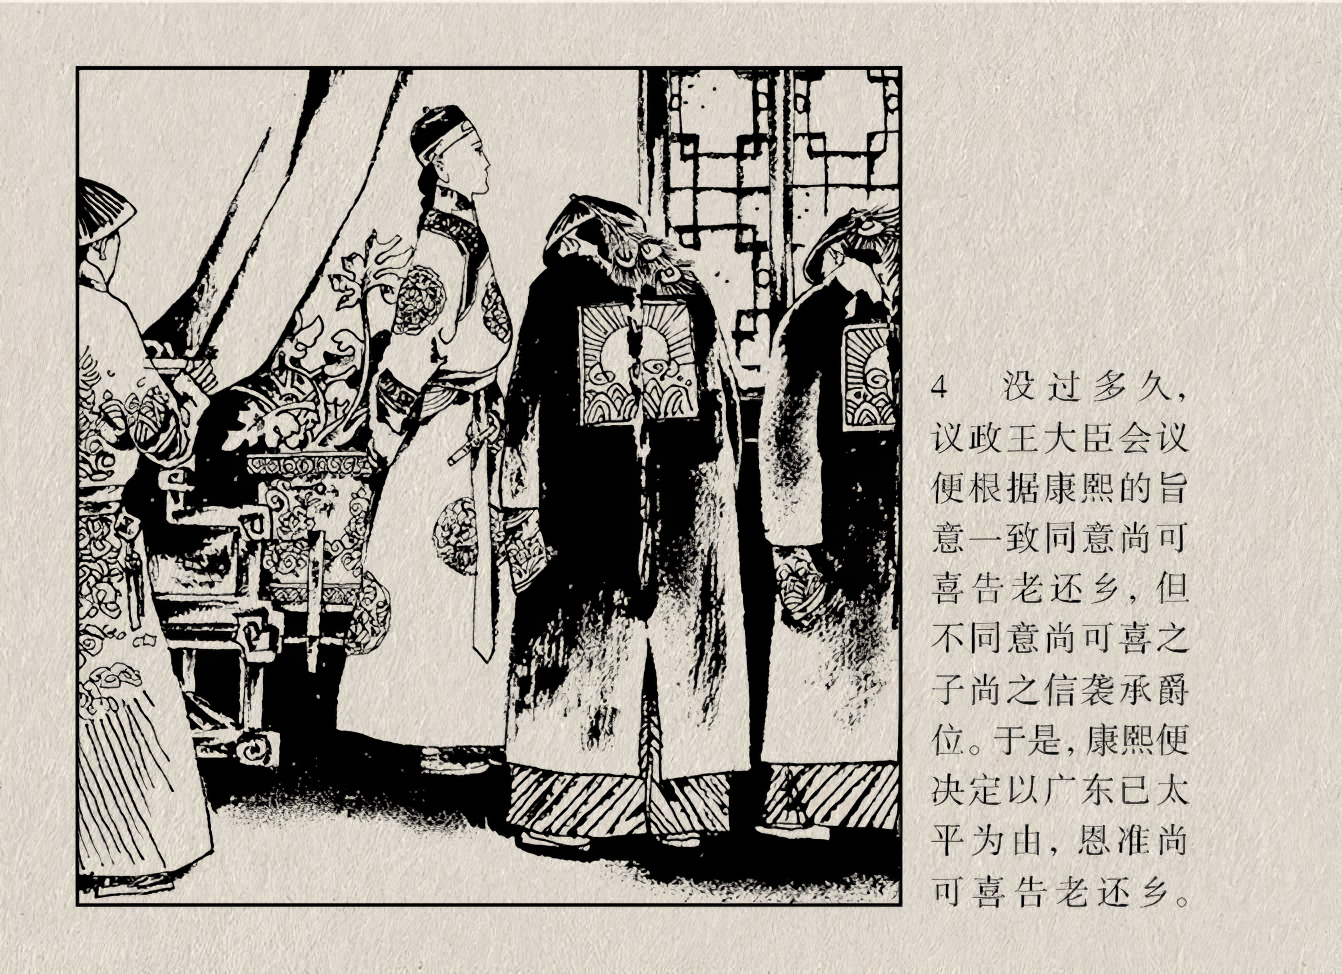 4 没过多久,
议政王大臣会议
便根据康熙的旨
意一致同意尚可
喜告老还乡, 但
不同意尚可喜之
子尚之信袭承爵
位。于是, 康熙便
决定以广东已太
平为由, 恩准尚
可喜告老还乡。